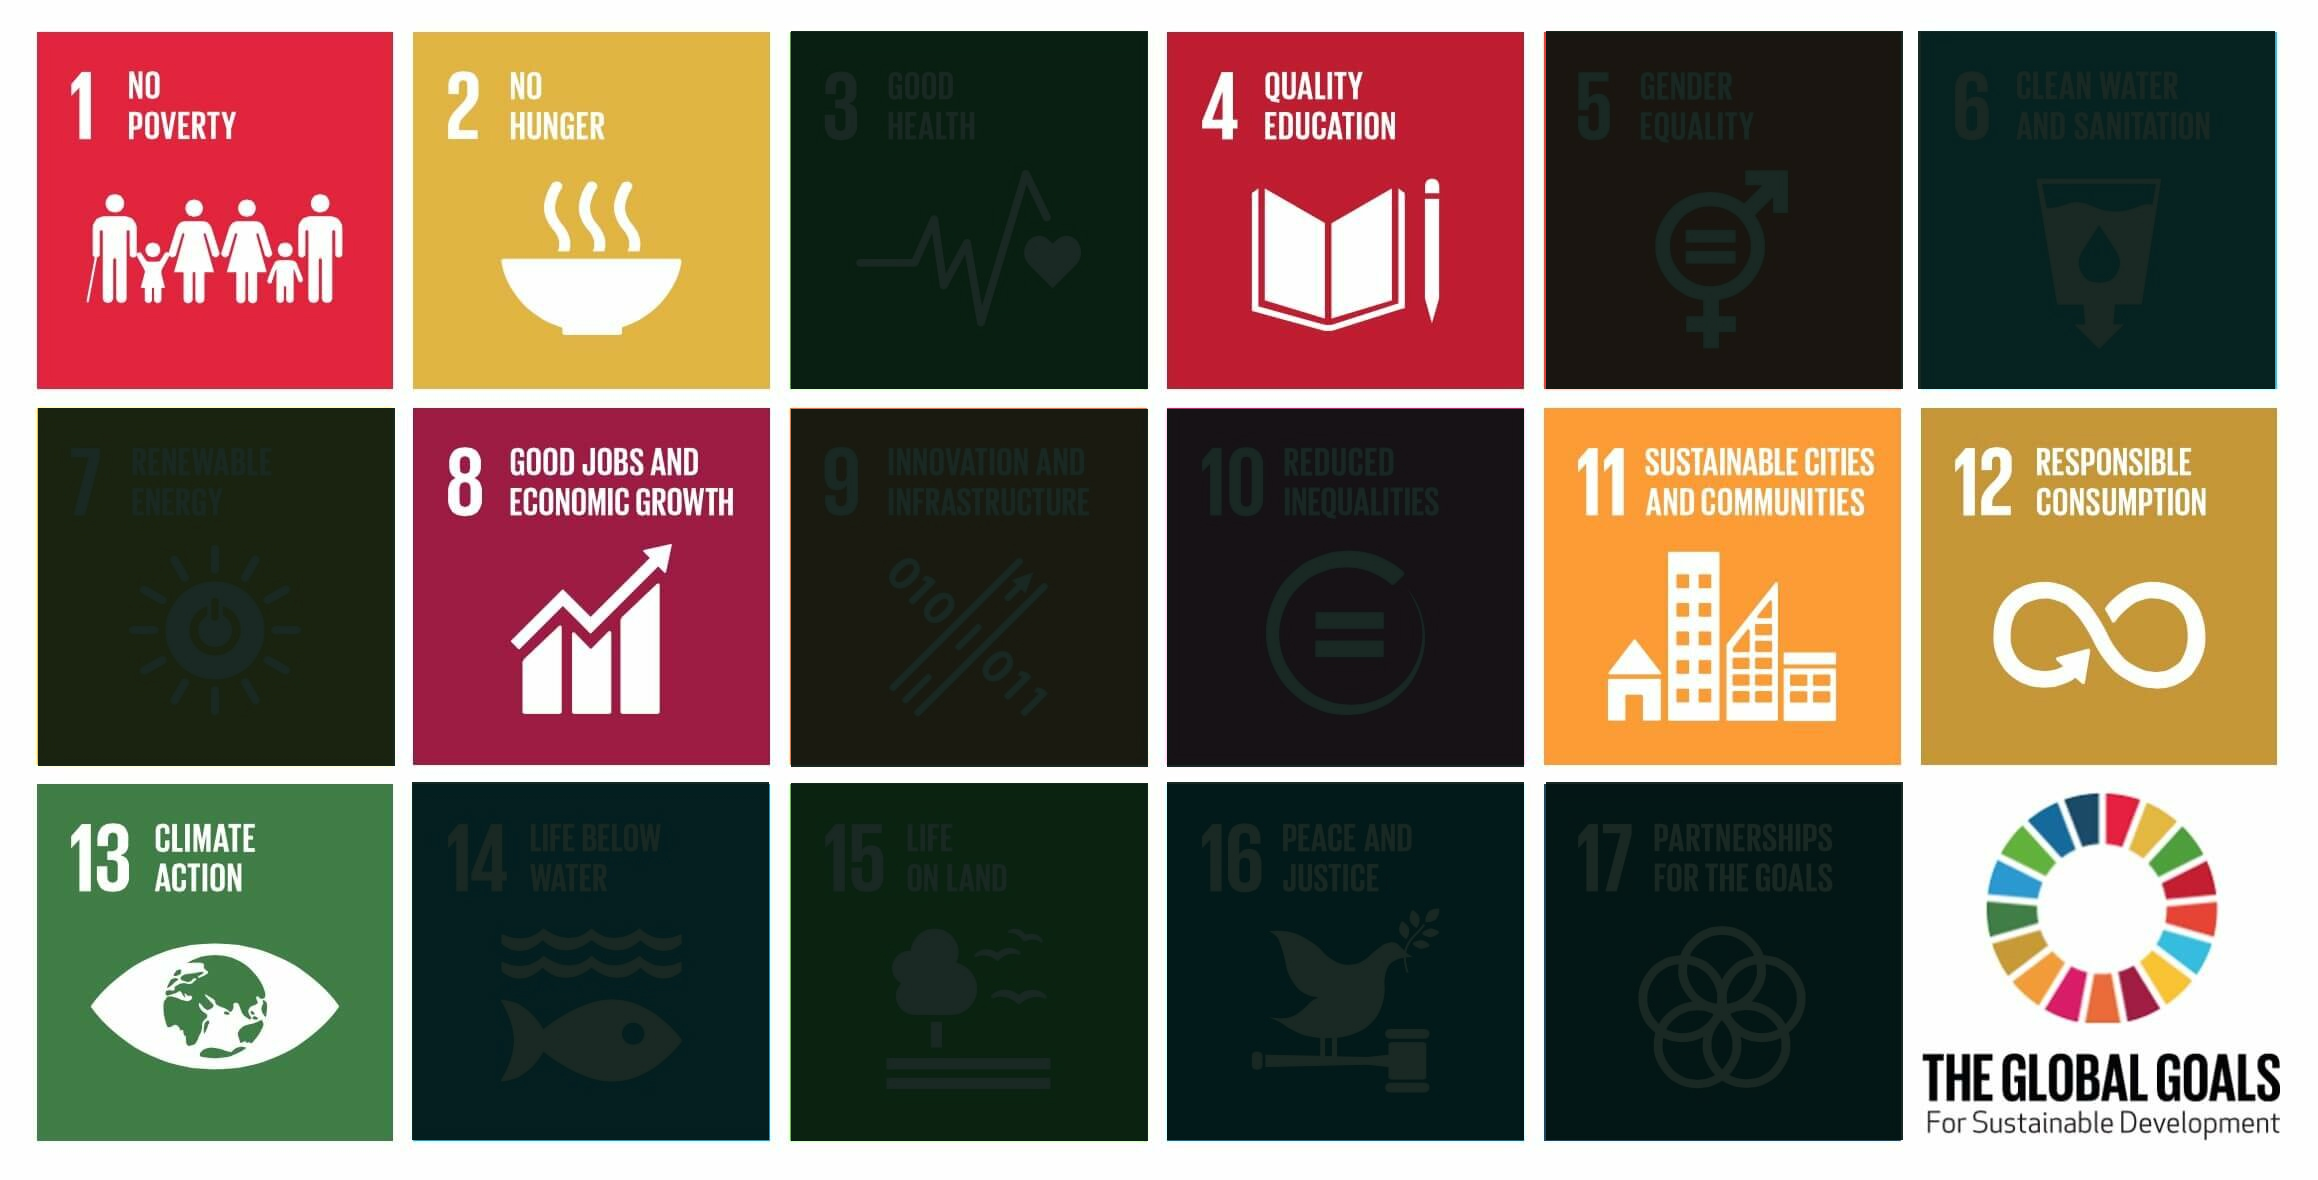 1 NO
POVERTY
2 NO
HUNGER
3 GOOD
HEALTH
4 QUALITY
EDUCATION
5 GENDER
EQUALITY
6 CLEAN WATER
AND SANITATION
7 RENEWABLE
ENERGY
8 GOOD JOBS AND
ECONOMIC GROWTH
9 INNOVATION AND
INFRASTRUCTURE
010
011
10 REDUCED
INEQUALITIES
11 SUSTAINABLE CITIES
AND COMMUNITIES
12 RESPONSIBLE
CONSUMPTION
13 CLIMATE
ACTION
14 LIFE BELOW
WATER
15 LIFE
ON LAND
16 PEACE AND
JUSTICE
17 PARTNERSHIPS
FOR THE GOALS
THE GLOBAL GOALS
For Sustainable Development